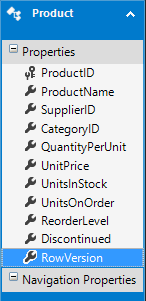 Product
Properties
ProductID
ProductName
SupplierID
CategoryID
QuantityPerUnit
UnitPrice
UnitsInStock
UnitsOnOrder
ReorderLevel
Discontinued
RowVersion
Navigation Properties